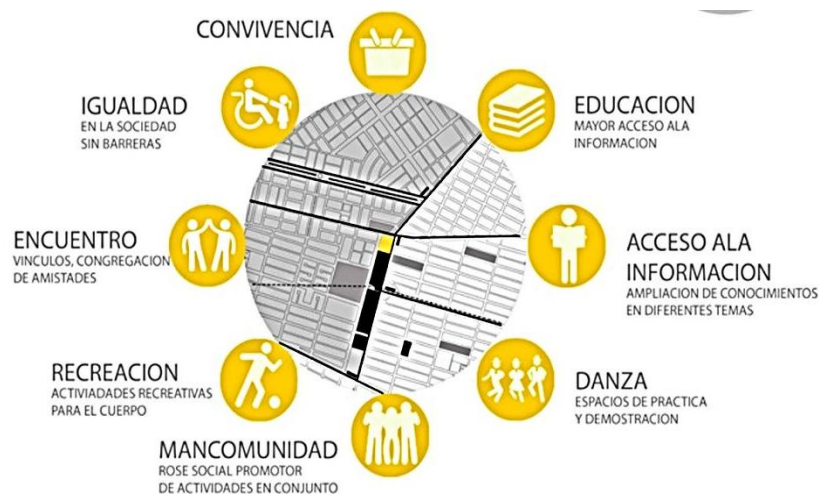 CONVIVENCIA
IGUALDAD
EN LA SOCIEDAD
SIN BARRERAS
EDUCACION
MAYOR ACCESO ALA
INFORMACION
ENCUENTRO
VINCULOS, CONGREGACION
DE AMISTADES
ACCESO ALA
INFORMACION
AMPLIACION DE CONOCIMIENTOS
EN DIFERENTES TEMAS
RECREACION
ACTIVIADADES RECREATIVAS
PARA EL CUERPO
DANZA
ESPACIOS DE PRACTICA
Y DEMOSTRACION
MANCOMUNIDAD
ROSE SOCIAL PROMOTOR
DE ACTIVIDADES EN CONJUNTO